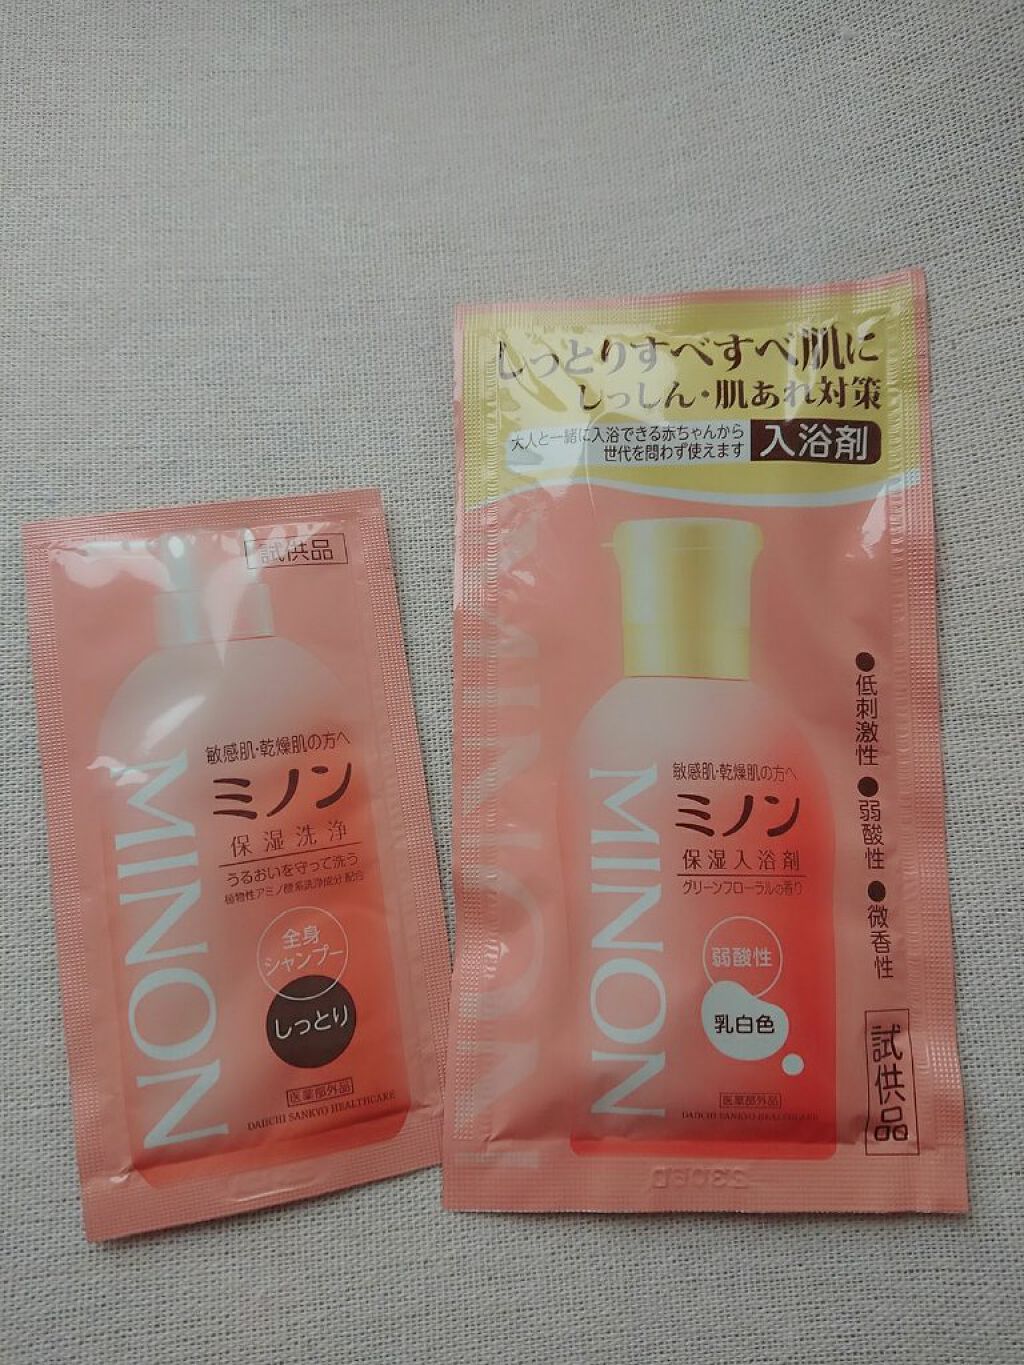 試供品
敏感肌・乾燥肌の方へ
ミノン
保湿洗浄
うるおいを守って洗う
植物性アミノ酸系洗浄成分配合
全身
シャンプー
しっとり
医薬部外品
DAIICHI SANKYO HEALTHCARE
MINON
しっとりすべすべ肌に
しっしん・肌あれ対策
大人と一緒に入浴できる赤ちゃんから
世代を問わず使えます
入浴剤
MINON
敏感肌・乾燥肌の方へ
ミノン
保湿入浴剤
グリーンフローラルの香り
弱酸性
乳白色
医薬部外品
DAIICHI SANKYO HEALTHCARE
MINON
●低刺激性 ●弱酸性 ●微香性
試供品